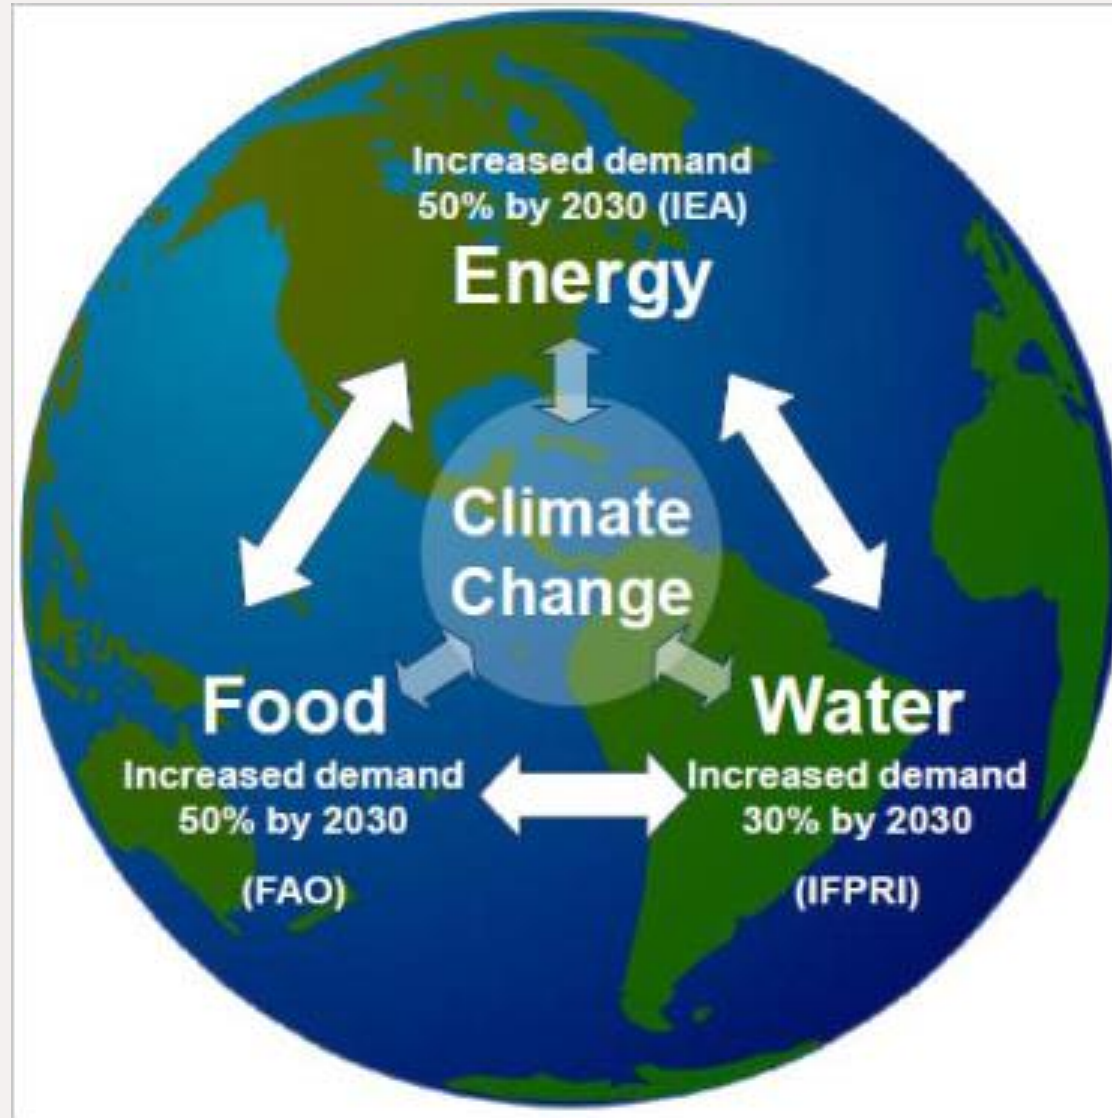 Increased demand
50% by 2030 (IEA)
Energy
Climate
Change
Food
Increased demand
50% by 2030
(FAO)
Water
Increased demand
30% by 2030
(IFPRI)